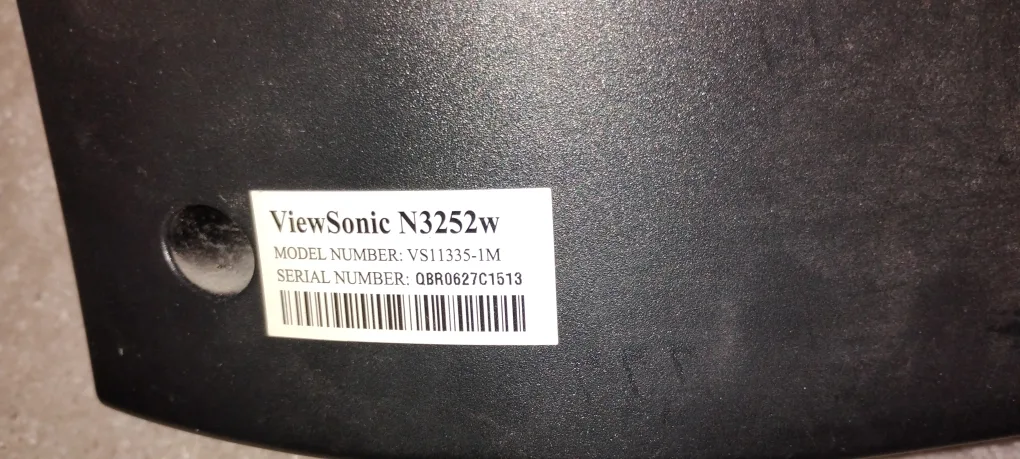 ViewSonic N3252w
MODEL NUMBER: VS11335-1M
SERIAL NUMBER: QBR0627C1513